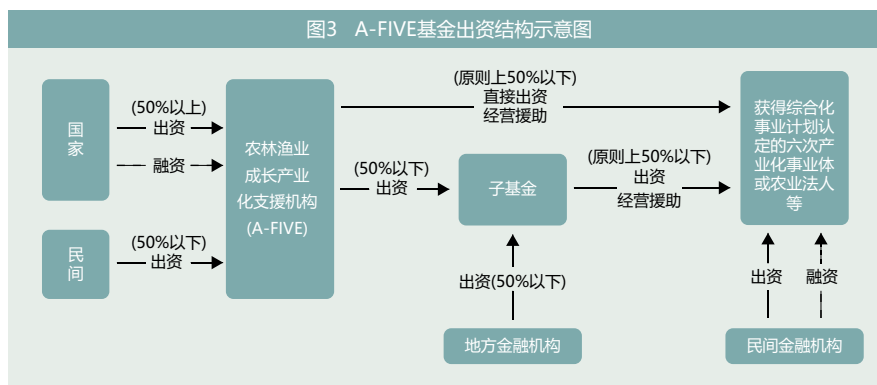 图3 A-FIVE基金出资结构示意图
国
家
(50%以上)
出资
融资
民
间
(50%以下)
出资
农林渔业
成长产业
化支援机构
(A-FIVE)
(原则上50%以下)
直接出资
经营援助
(50%以下)
出资
子基金
(原则上50%以下)
出资
经营援助
获得综合化
事业计划认
定的六次产
业化事业体
或农业法人
等
出资(50%以下)
地方金融机构
出资
融资
民间金融机构